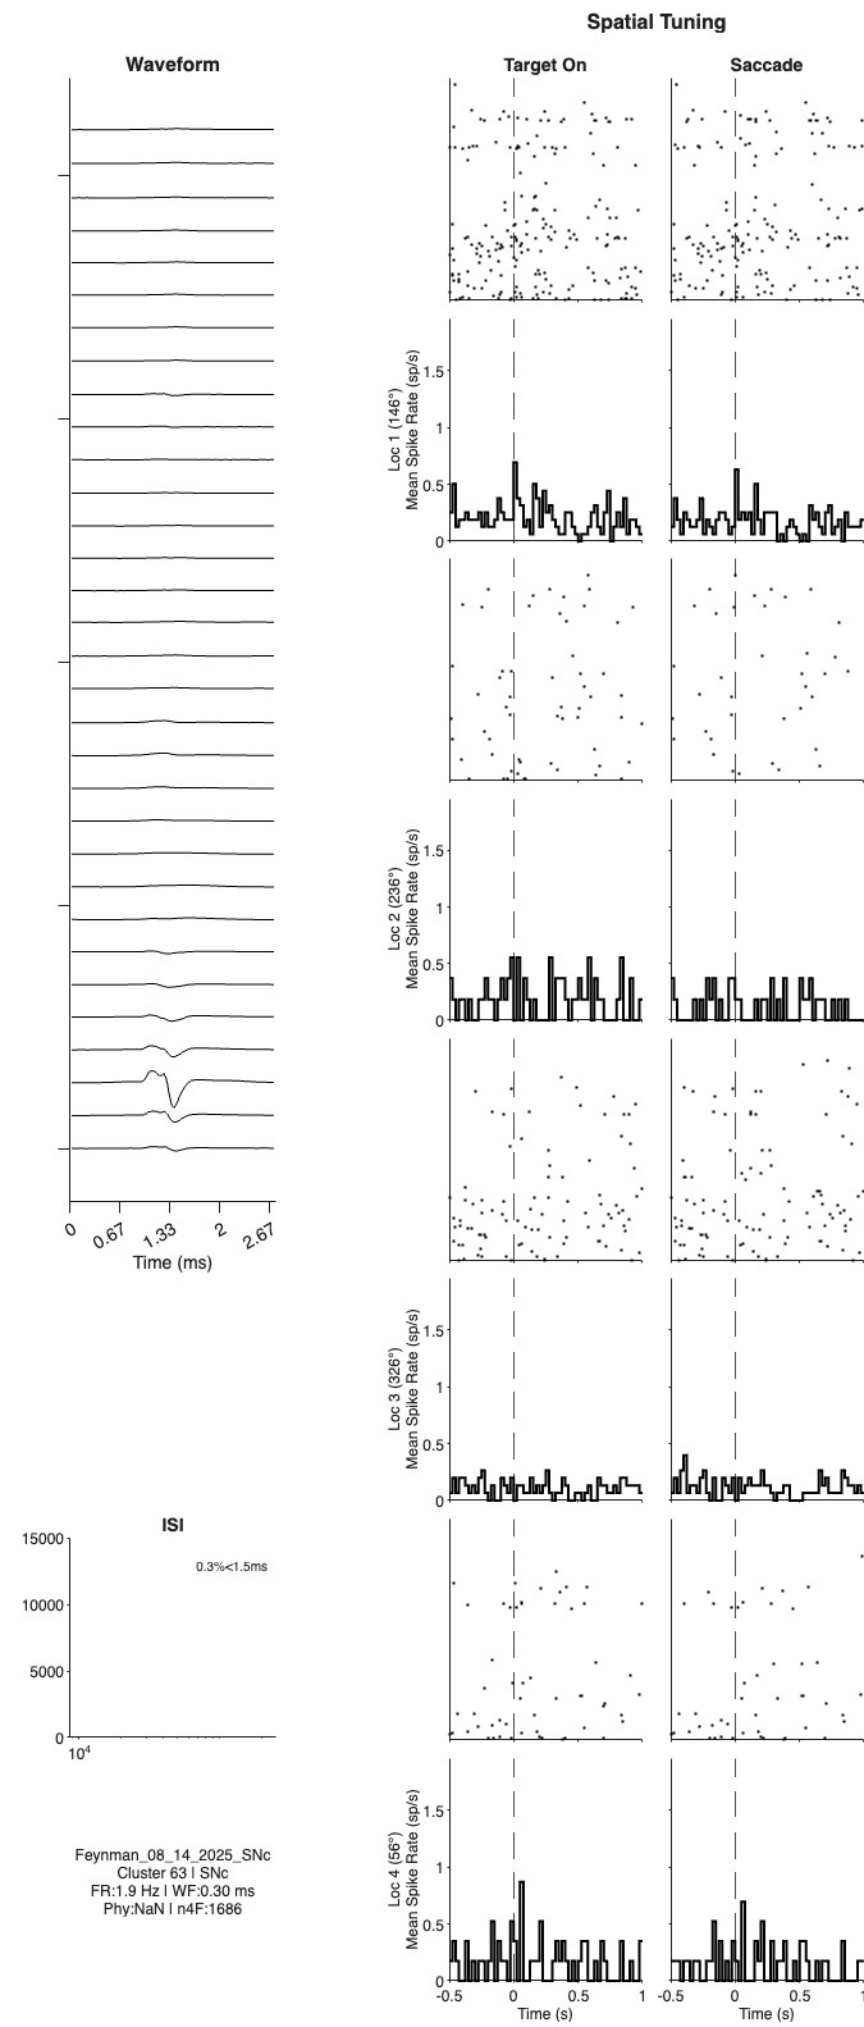 Spatial Tuning
Waveform
Target On
Saccade
Loc 1 (146°)
Mean Spike Rate (sp/s)
1.5
1
0.5
0
Loc 2 (236°)
Mean Spike Rate (sp/s)
1.5
1
0.5
0
0 0.67 1.33 2 2.67
Time (ms)
Loc 3 (326°)
Mean Spike Rate (sp/s)
1.5
1
0.5
0
ISI
15000
0.3%<1.5ms
10000
5000
0
10⁴
Loc 4 (56°)
Mean Spike Rate (sp/s)
1.5
1
0.5
0
Feynman_08_14_2025_SNc
Cluster 63 | SNc
FR:1.9 Hz | WF:0.30 ms
Phy:NaN | n4F:1686
-0.5 0 0.5 1
Time (s)
-0.5 0 0.5 1
Time (s)